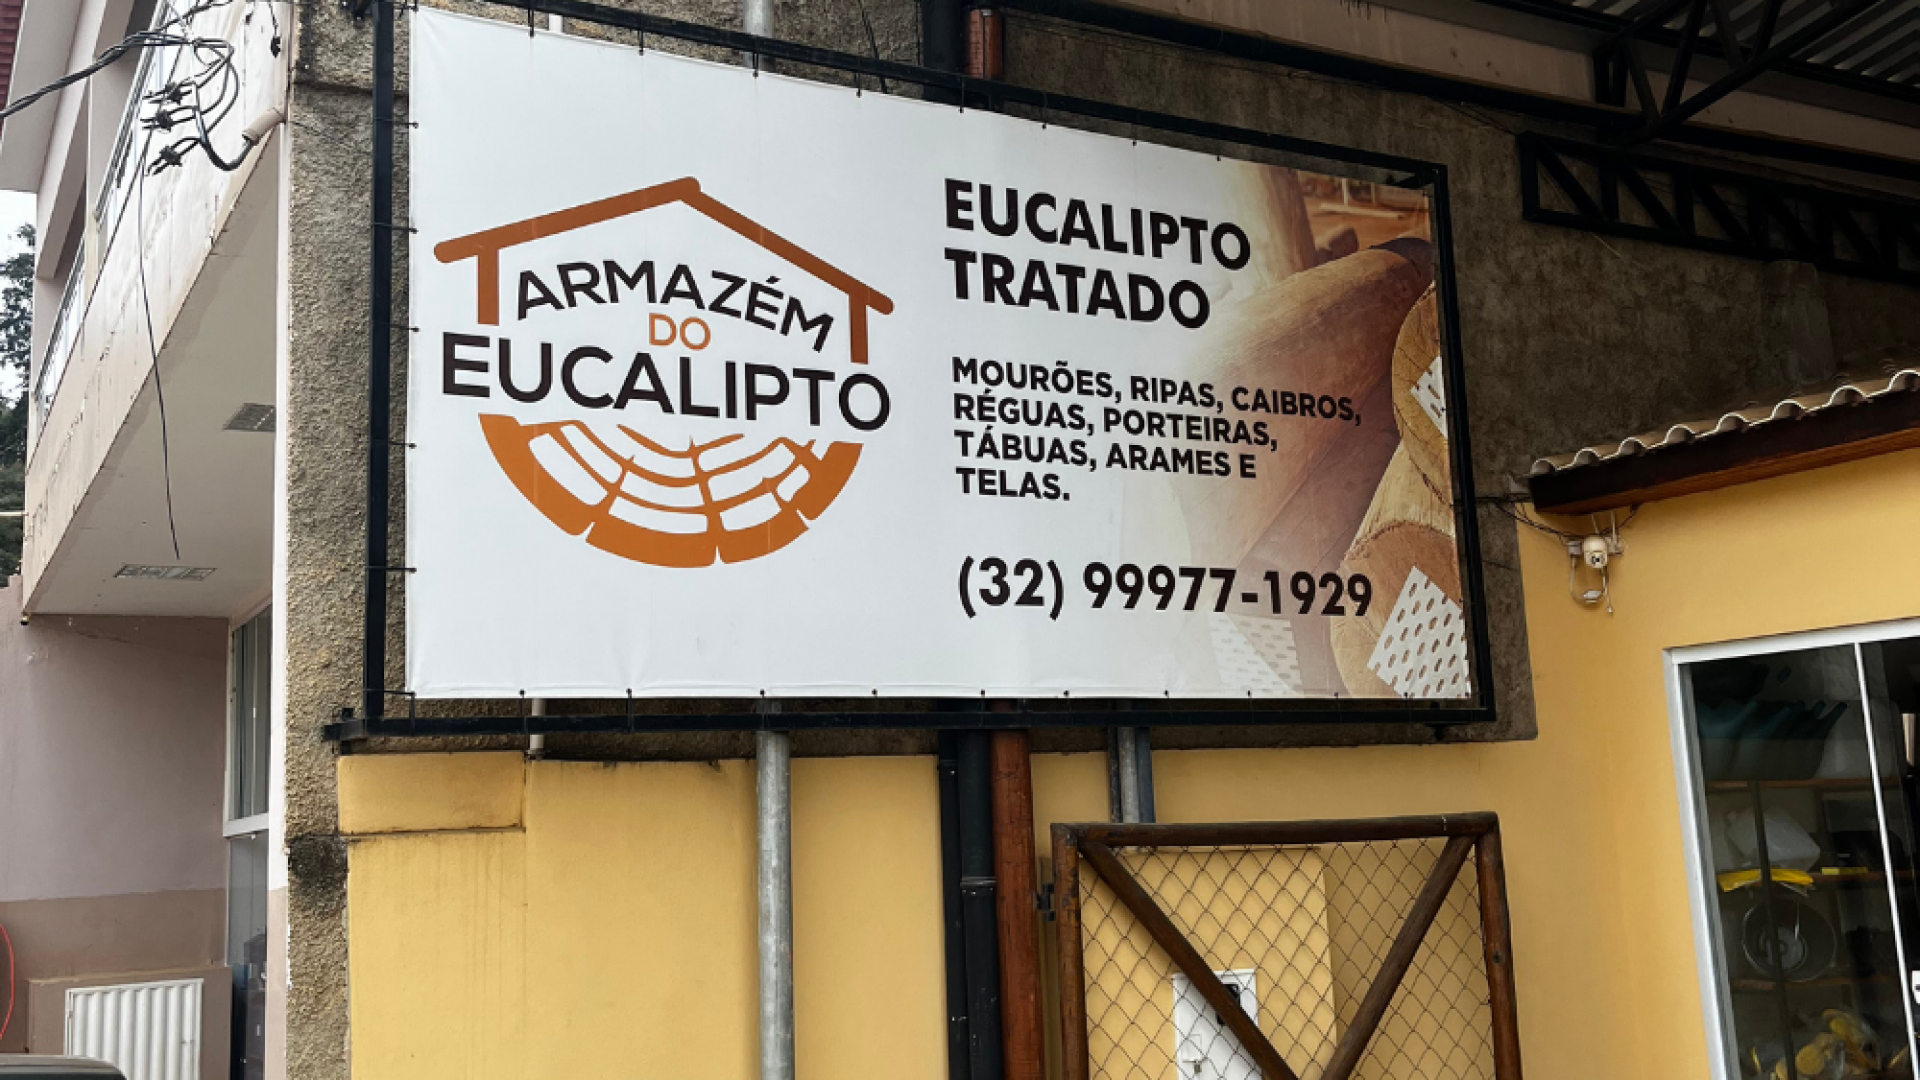 ARMAZÉM
DO
EUCALIPTO
EUCALIPTO
TRATADO
MOURÕES, RIPAS, CAIBROS,
RÉGUAS, PORTEIRAS,
TÁBUAS, ARAMES E
TELAS.
(32) 99977-1929